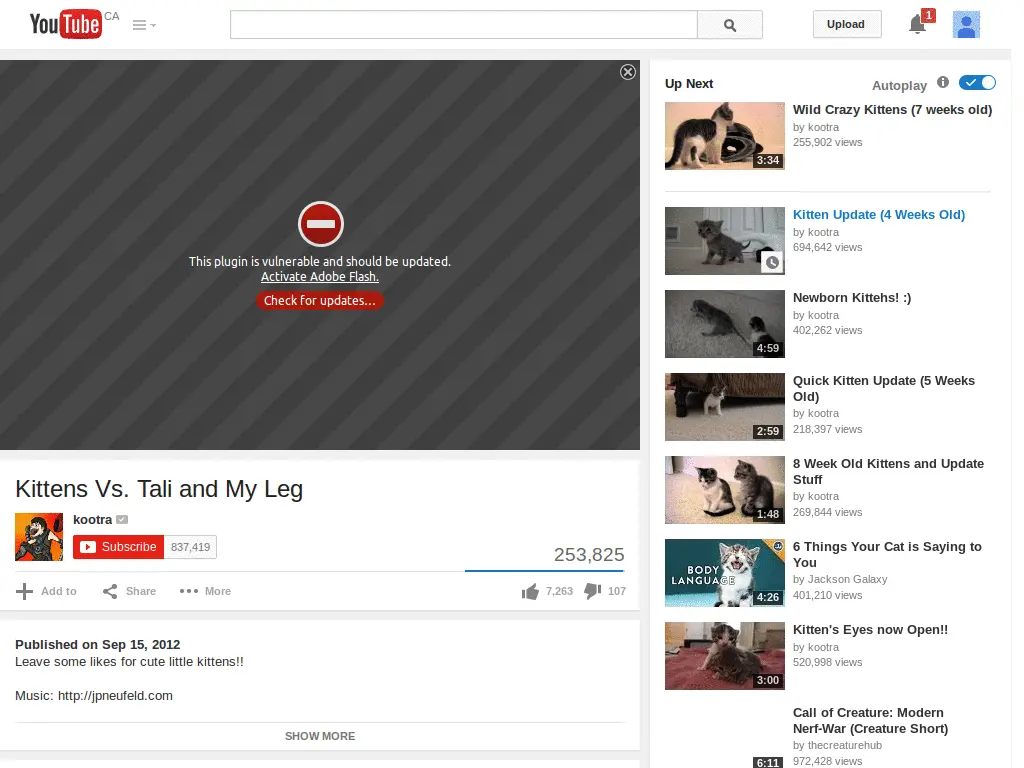 YouTube CA
Upload
1
This plugin is vulnerable and should be updated.
Activate Adobe Flash.
Check for updates...
Kittens Vs. Tali and My Leg
kootra
Subscribe 837,419
253,825
Add to Share More 7,263 107
Published on Sep 15, 2012
Leave some likes for cute little kittens!!
Music: http://jpneufeld.com
SHOW MORE
Up Next Autoplay
Wild Crazy Kittens (7 weeks old)
by kootra
255,902 views
3:34
Kitten Update (4 Weeks Old)
by kootra
694,642 views
Newborn Kittehs! :)
by kootra
402,262 views
4:59
Quick Kitten Update (5 Weeks
Old)
by kootra
218,397 views
2:59
8 Week Old Kittens and Update
Stuff
by kootra
269,844 views
1:48
6 Things Your Cat is Saying to
You
by Jackson Galaxy
401,210 views
BODY
LANGUAGE
4:26
Kitten's Eyes now Open!!
by kootra
520,998 views
3:00
Call of Creature: Modern
Nerf-War (Creature Short)
by thecreaturehub
972,428 views
6:11